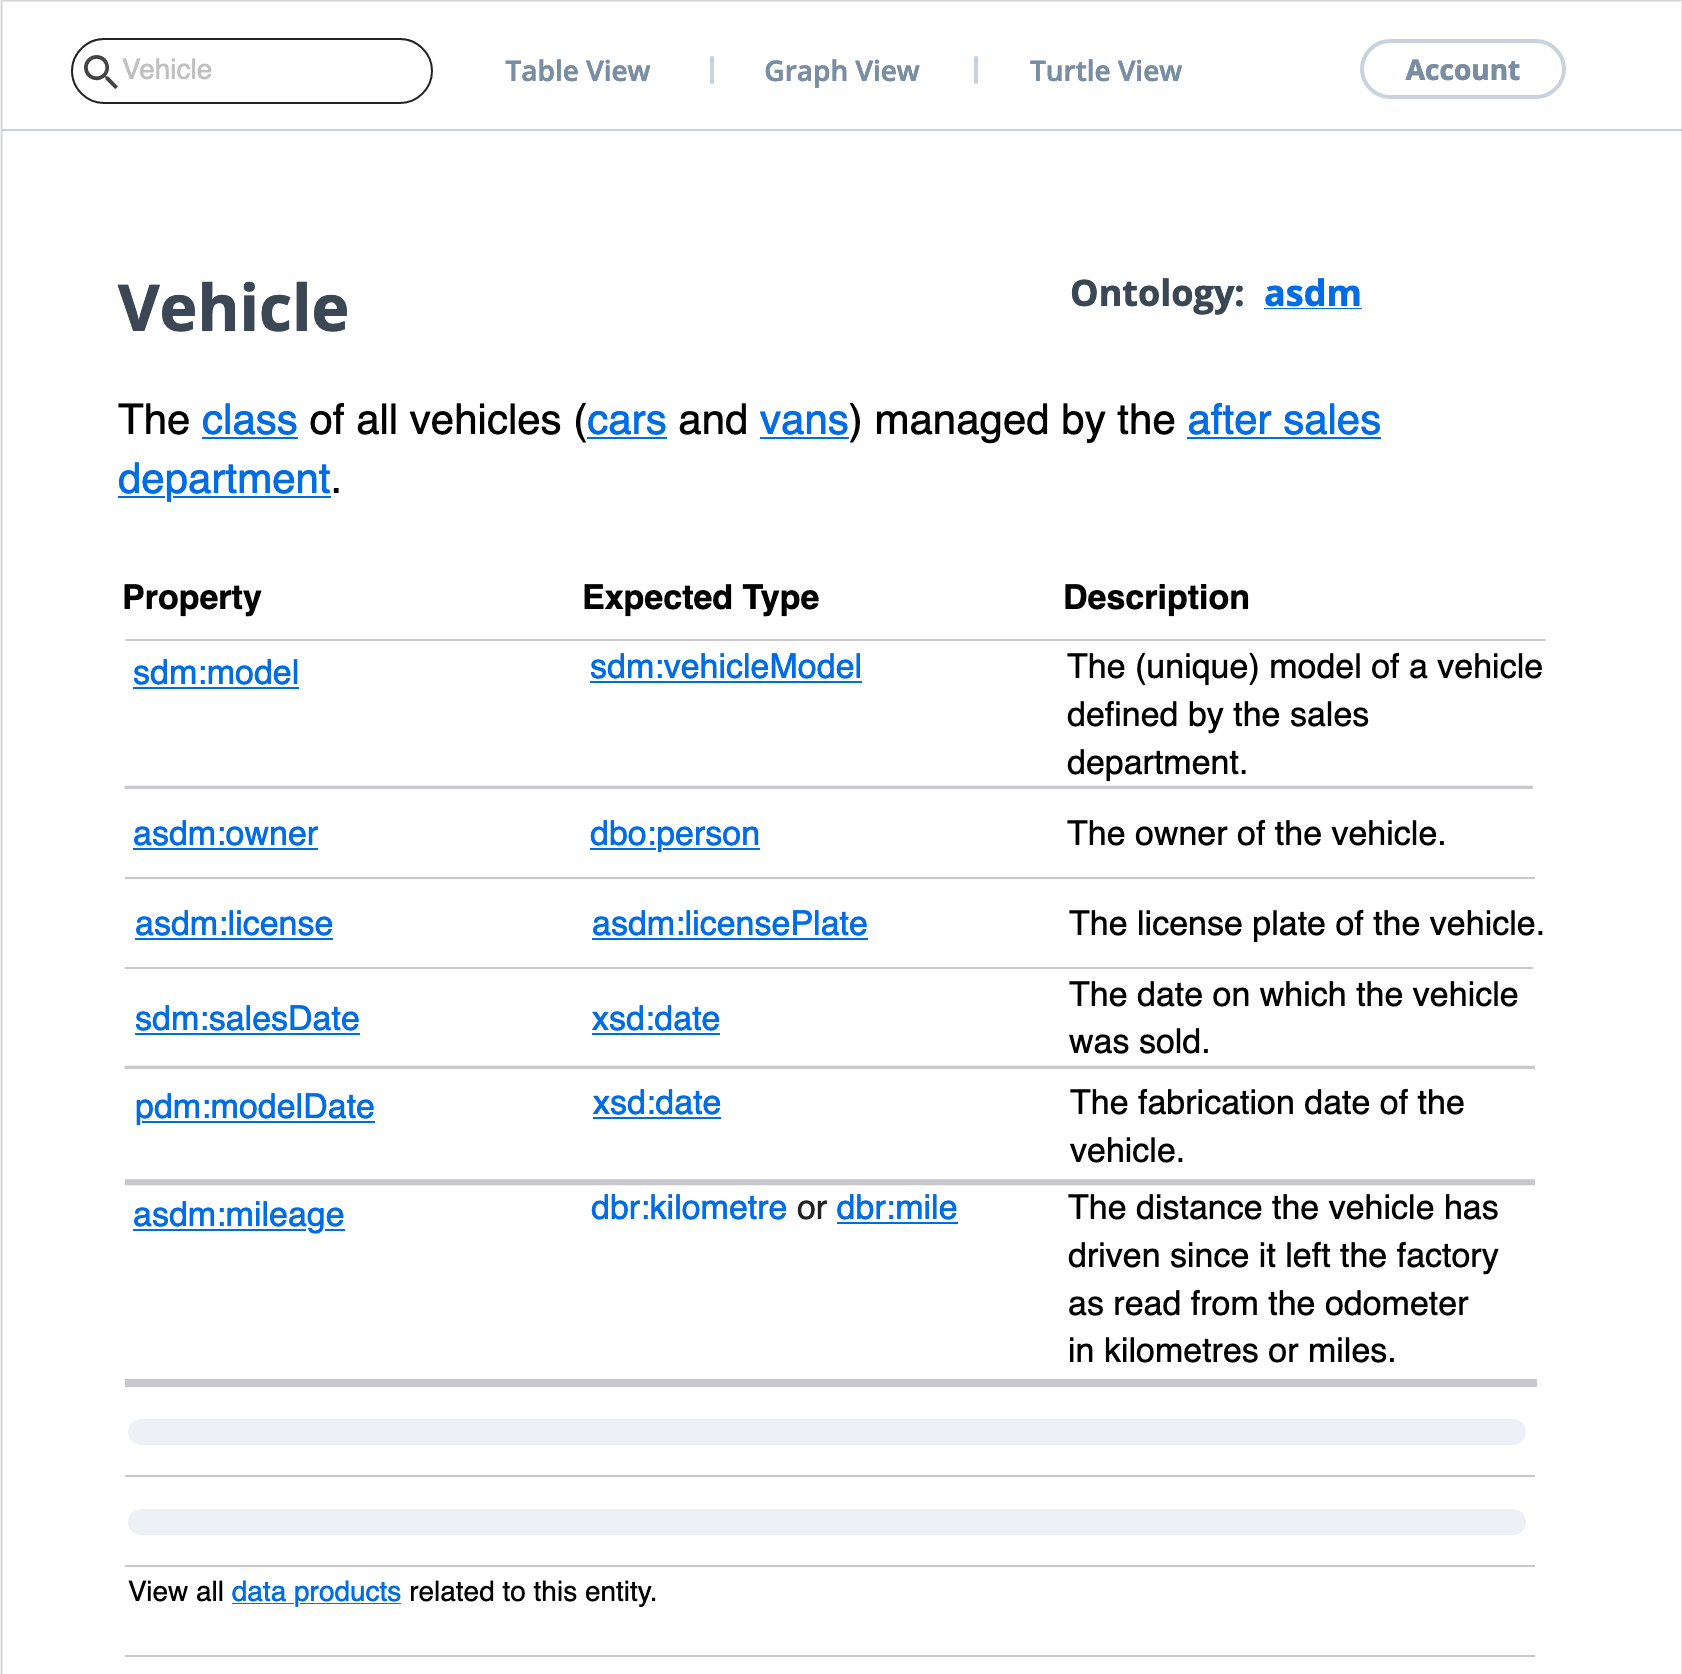 Vehicle
Table View | Graph View | Turtle View
Account
Vehicle
Ontology: asdm
The class of all vehicles (cars and vans) managed by the after sales
department.
Property Expected Type Description
sdm:model sdm:vehicleModel The (unique) model of a vehicle
defined by the sales
department.
asdm:owner dbo:person The owner of the vehicle.
asdm:license asdm:licensePlate The license plate of the vehicle.
sdm:salesDate xsd:date The date on which the vehicle
was sold.
pdm:modelDate xsd:date The fabrication date of the
vehicle.
asdm:mileage dbr:kilometre or dbr:mile The distance the vehicle has
driven since it left the factory
as read from the odometer
in kilometres or miles.
View all data products related to this entity.